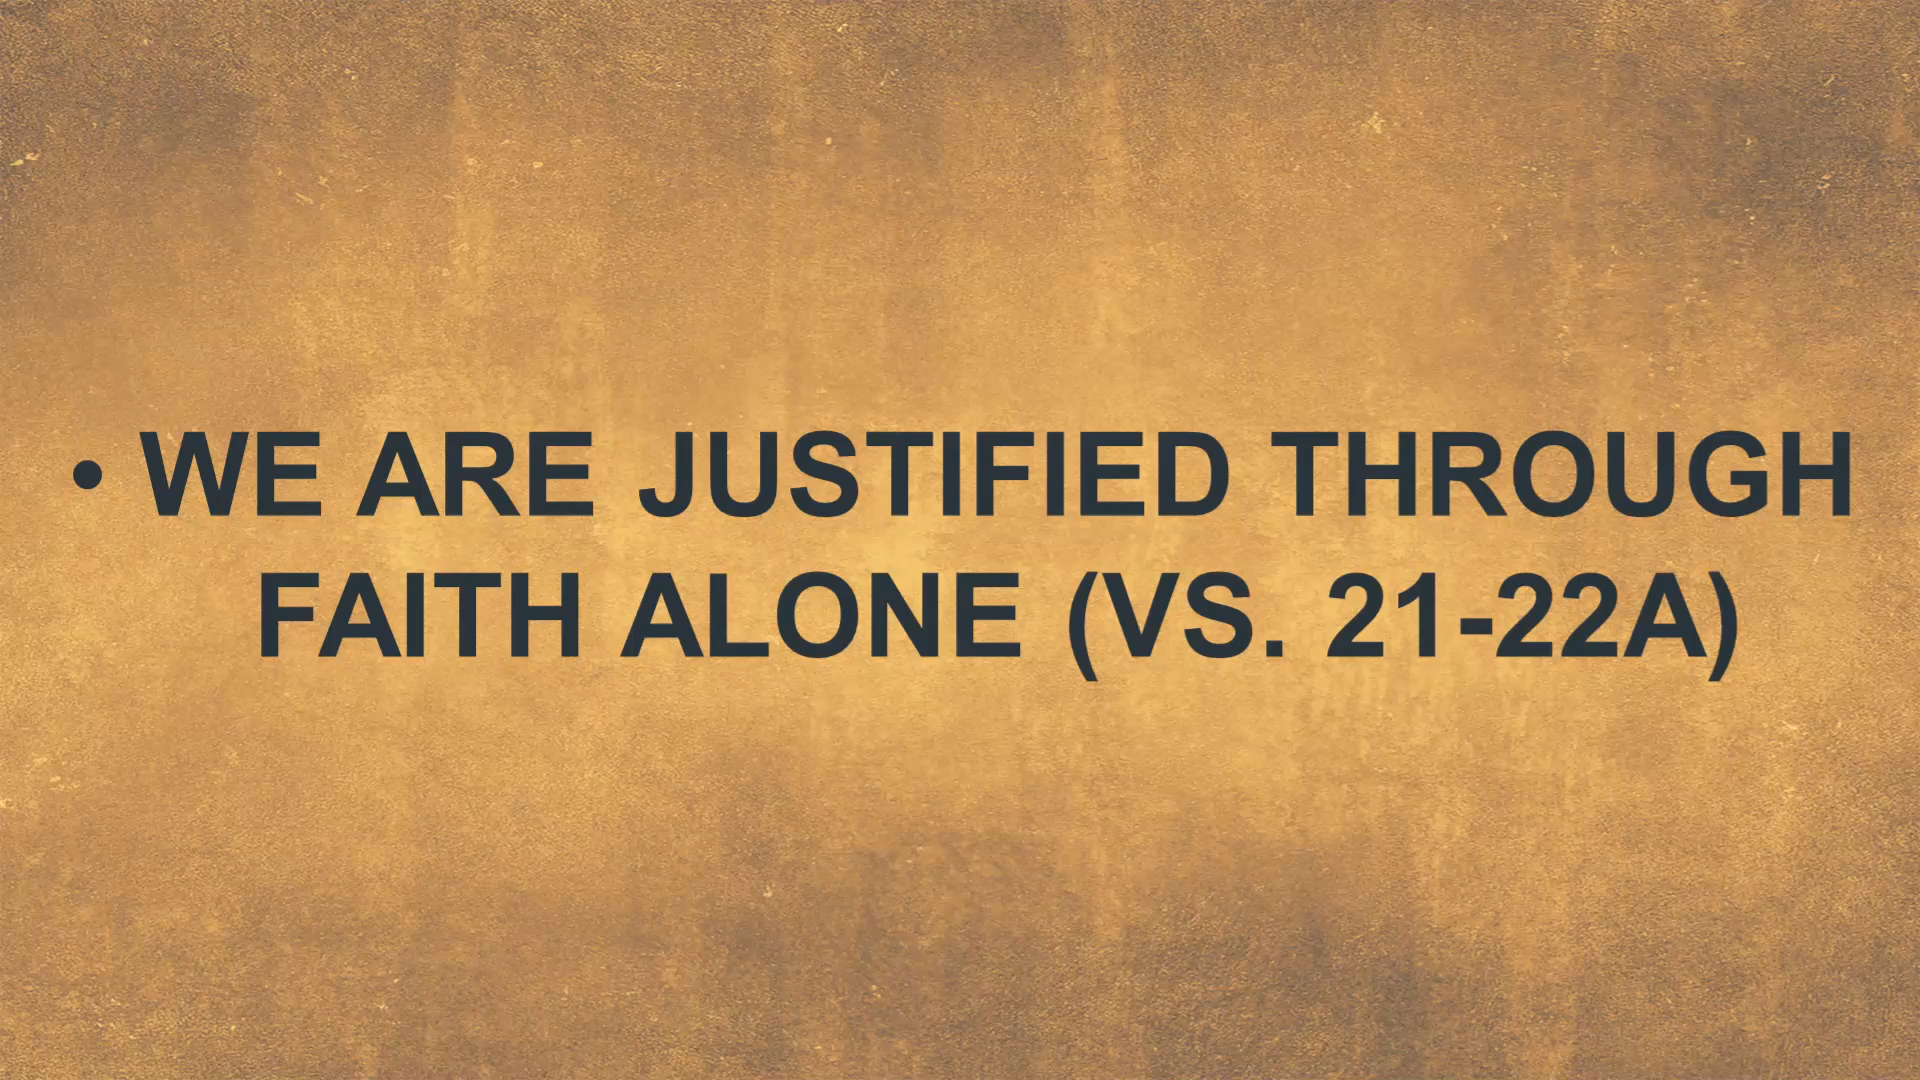 • WE ARE JUSTIFIED THROUGH
FAITH ALONE (VS. 21-22A)